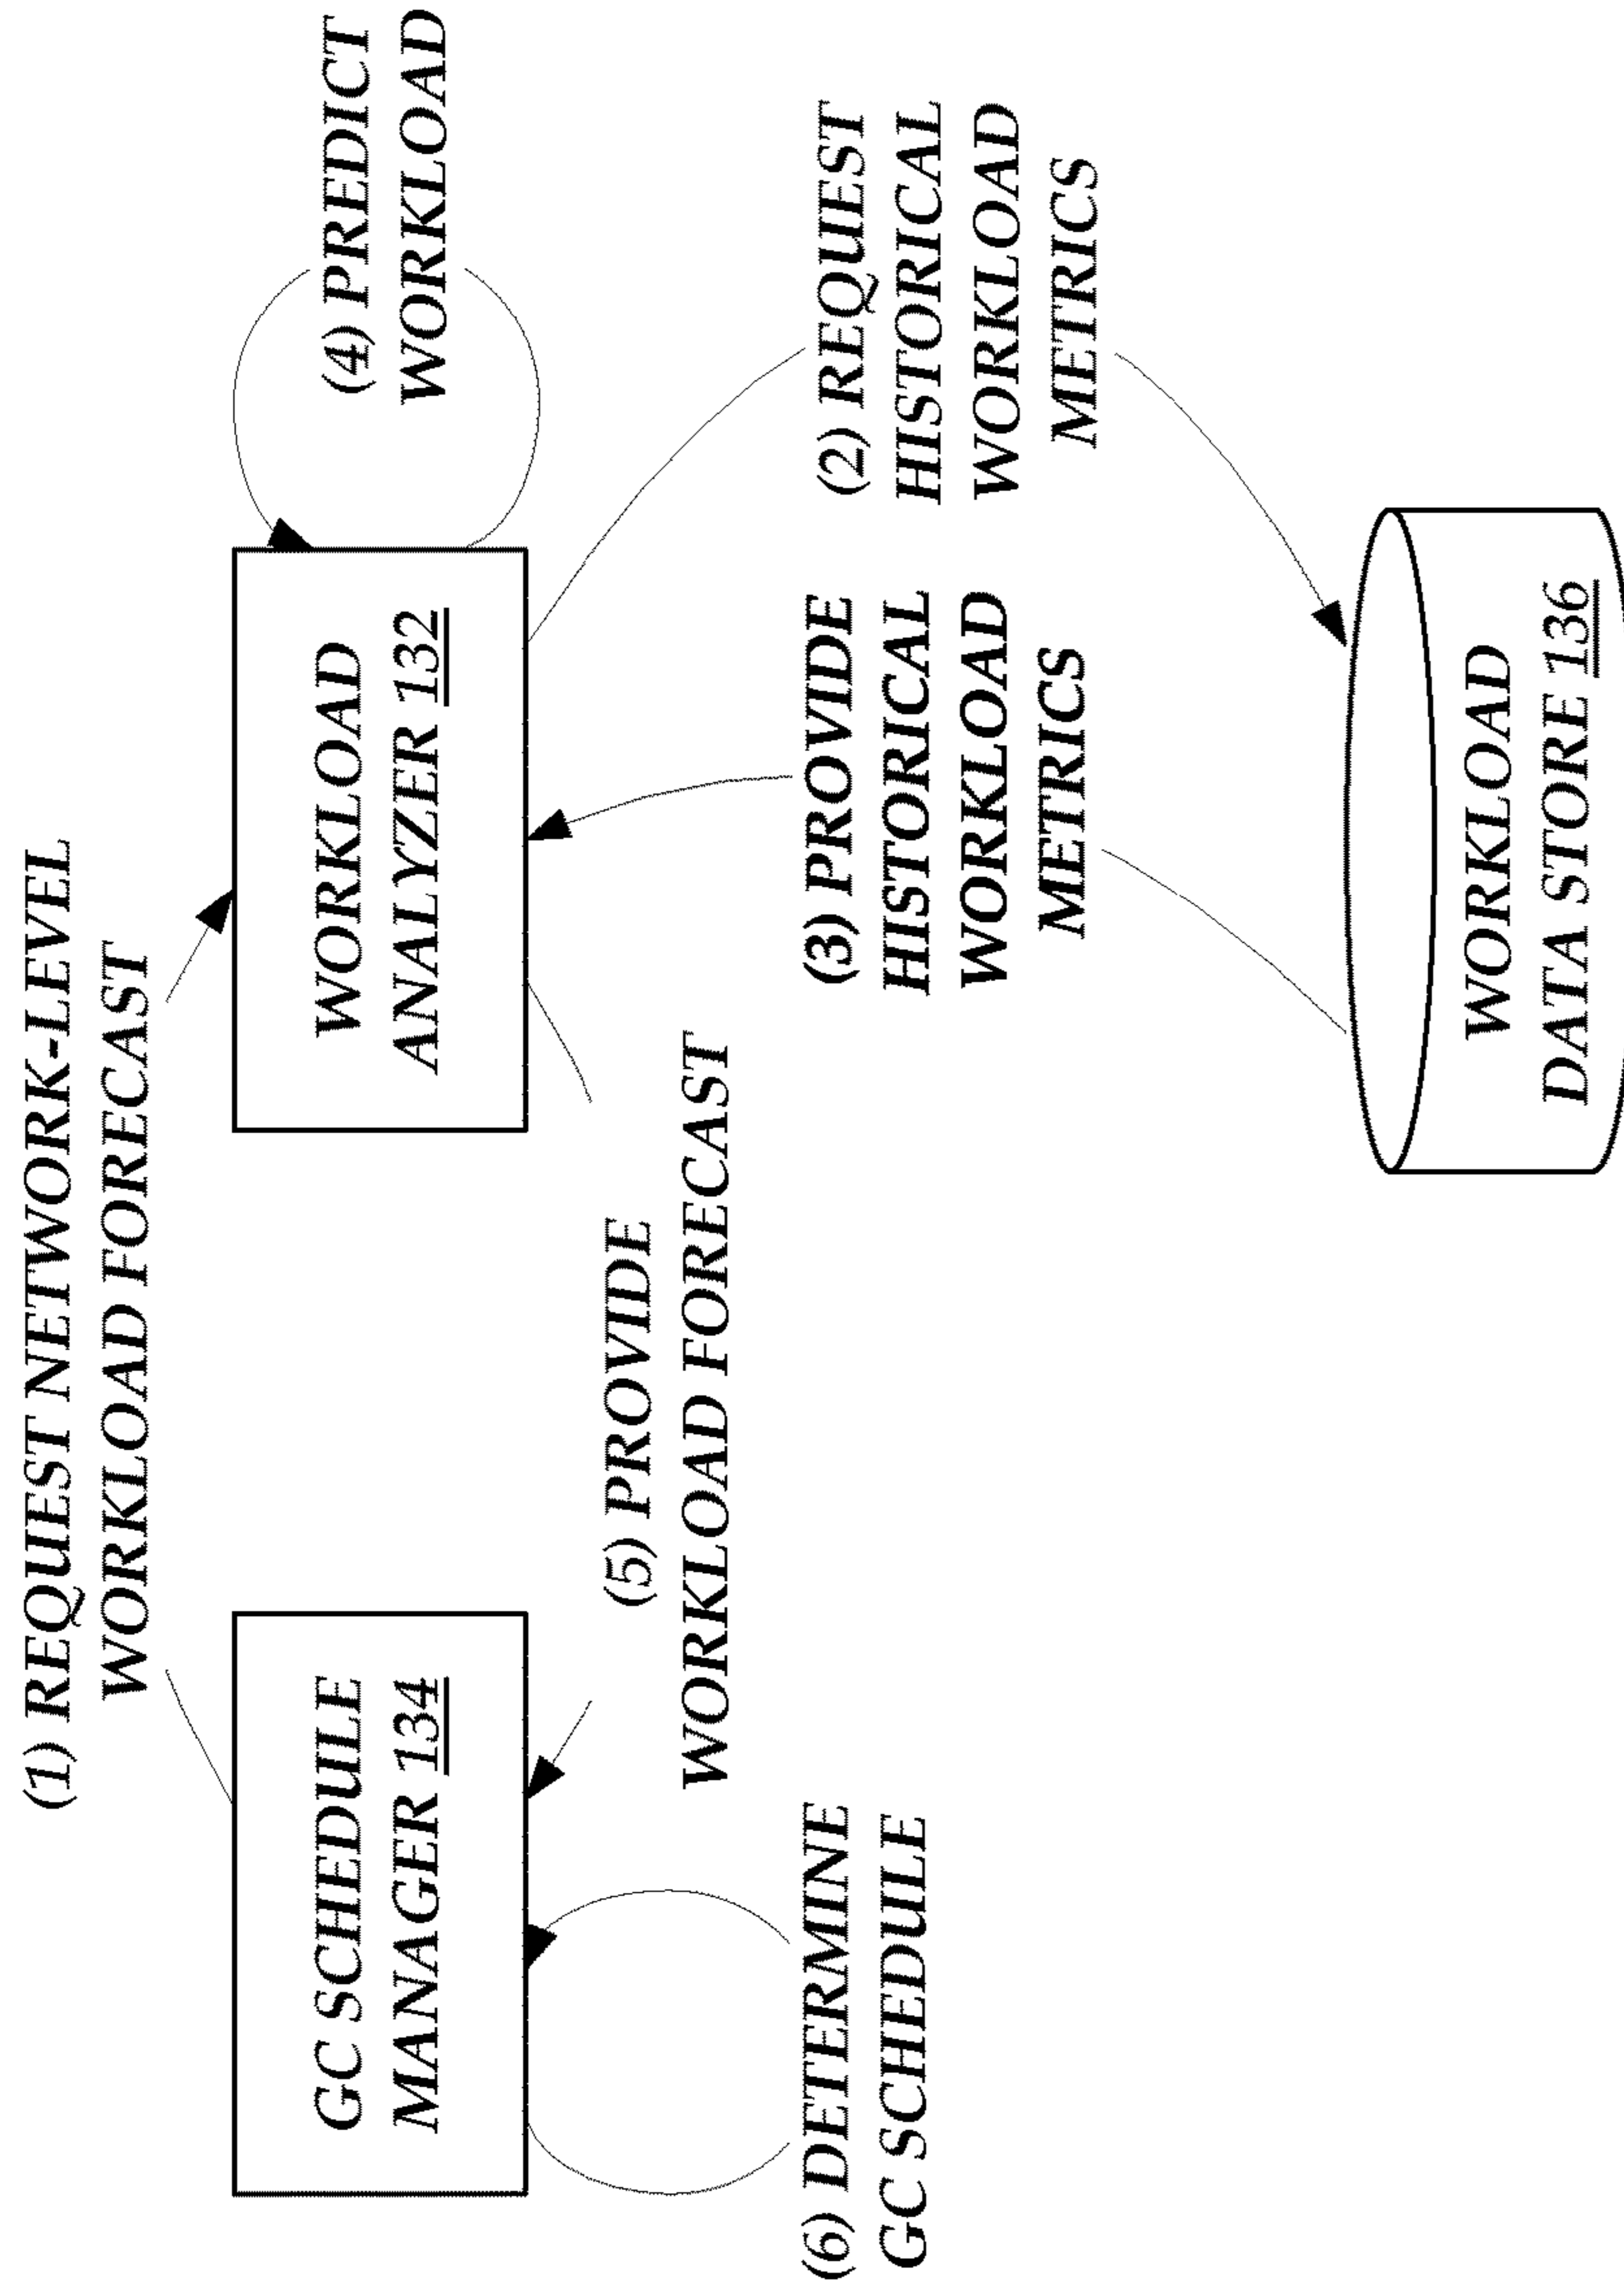 (1) REQUEST NETWORK-LEVEL
WORKLOAD FORECAST
GC SCHEDULE
MANAGER 134
WORKLOAD
ANALYZER 132
(4) PREDICT
WORKLOAD
(5) PROVIDE
WORKLOAD FORECAST
(6) DETERMINE
GC SCHEDULE
(3) PROVIDE
HISTORICAL
WORKLOAD
METRICS
(2) REQUEST
HISTORICAL
WORKLOAD
METRICS
WORKLOAD
DATA STORE 136